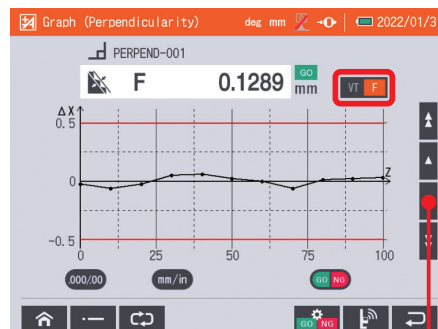 Graph (Perpendicularity) deg mm 2022/01/3
PERPEND-001
F 0.1289 GO mm VT F
ΔX
0.5
0
Z
-0.5
0 25 50 75 100
.000/.00 mm/in GO NG
GO NG